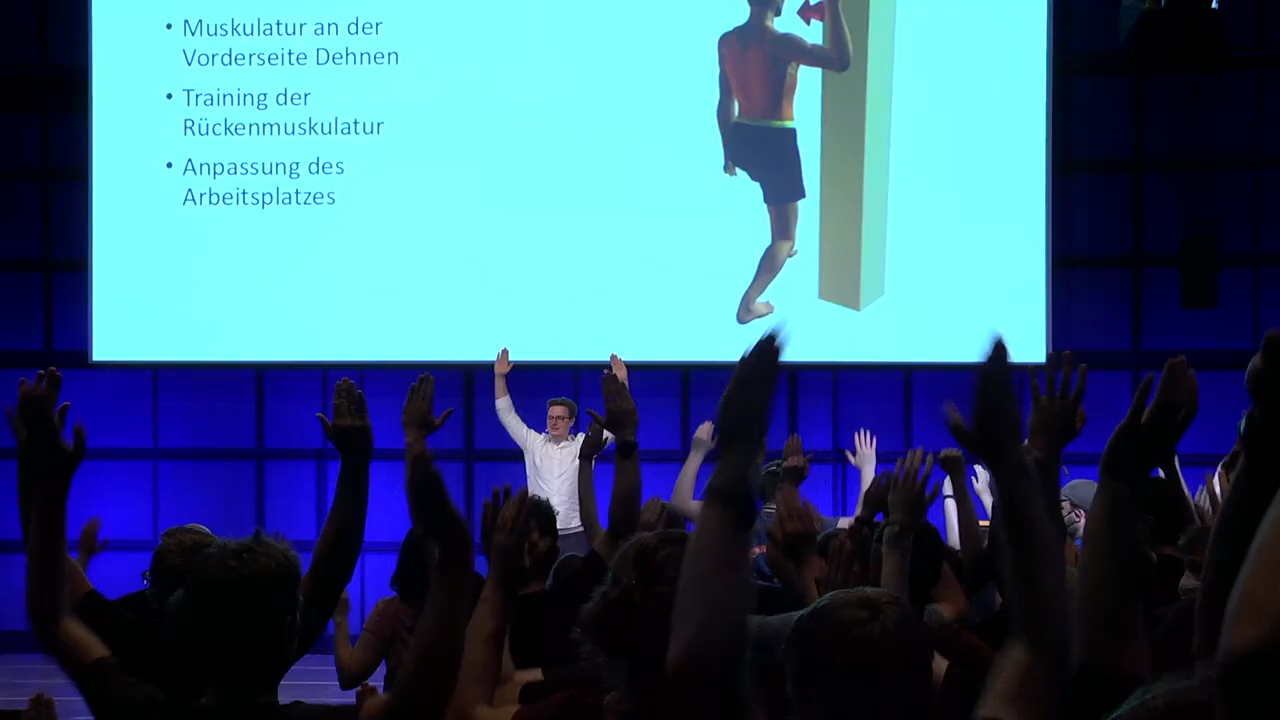 • Muskulatur an der
Vorderseite Dehnen
• Training der
Rückenmuskulatur
• Anpassung des
Arbeitsplatzes